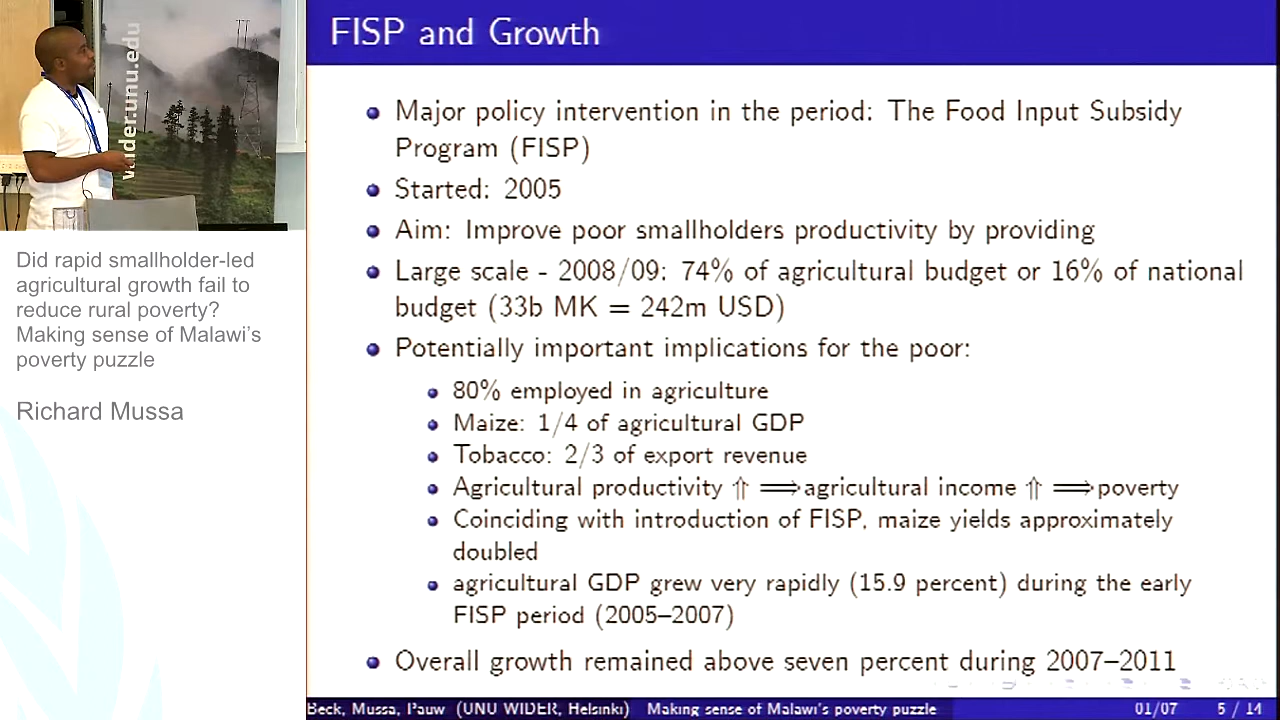 wider.unu.edu
Did rapid smallholder-led
agricultural growth fail to
reduce rural poverty?
Making sense of Malawi's
poverty puzzle
Richard Mussa
FISP and Growth
Major policy intervention in the period: The Food Input Subsidy
Program (FISP)
Started: 2005
Aim: Improve poor smallholders productivity by providing
Large scale - 2008/09: 74% of agricultural budget or 16% of national
budget (33b MK = 242m USD)
Potentially important implications for the poor:
80% employed in agriculture
Maize: 1/4 of agricultural GDP
Tobacco: 2/3 of export revenue
Agricultural productivity ⇑ ⟹agricultural income ⇑ ⟹poverty
Coinciding with introduction of FISP, maize yields approximately
doubled
agricultural GDP grew very rapidly (15.9 percent) during the early
FISP period (2005–2007)
Overall growth remained above seven percent during 2007–2011
Beck, Mussa, Pauw (UNU WIDER, Helsinki) Making sense of Malawi's poverty puzzle 01/07 5 / 14